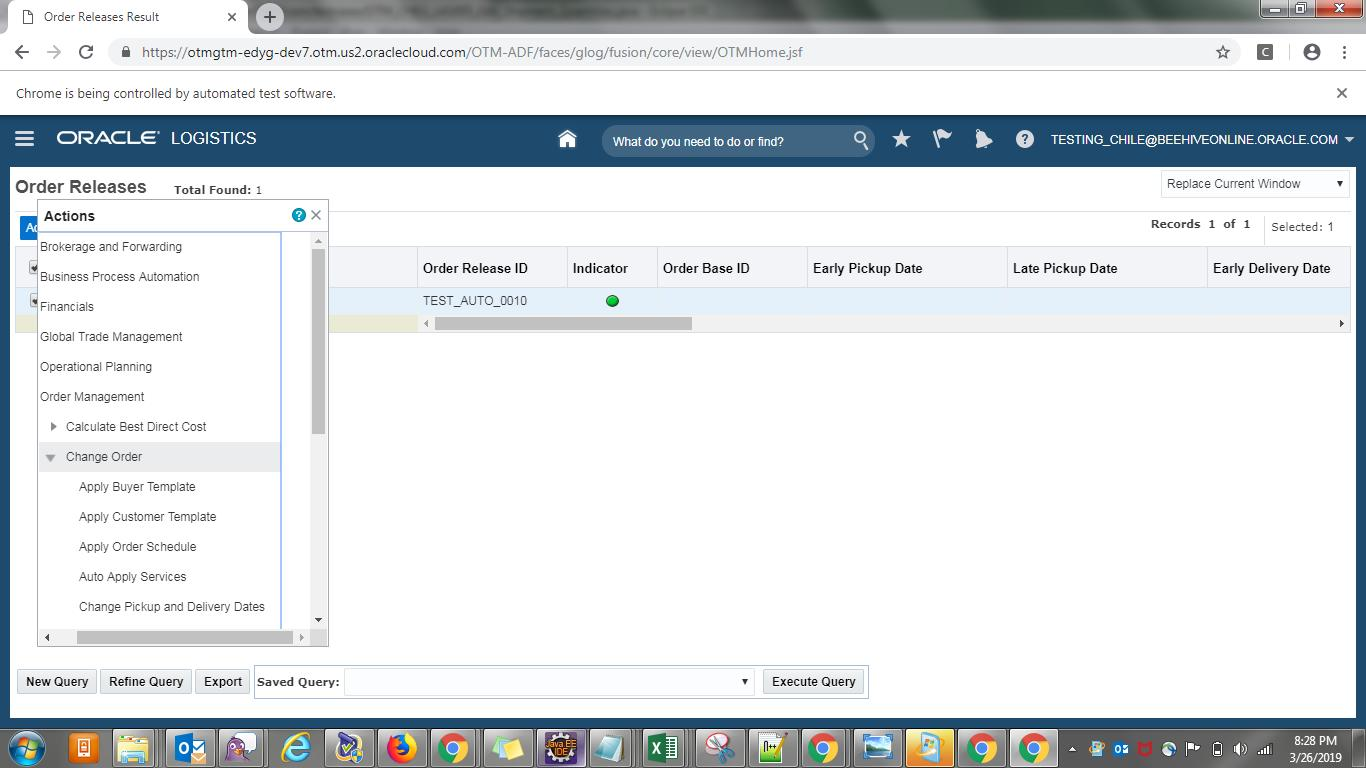 Order Releases Result
https://otmgtm-edyg-dev7.otm.us2.oraclecloud.com/OTM-ADF/faces/glog/fusion/core/view/OTMHome.jsf
C
Chrome is being controlled by automated test software.
ORACLE LOGISTICS
What do you need to do or find?
TESTING_CHILE@BEEHIVEONLINE.ORACLE.COM
Order Releases
Total Found: 1
Replace Current Window
Records 1 of 1
Selected: 1
Actions
Order Release ID
Indicator
Order Base ID
Early Pickup Date
Late Pickup Date
Early Delivery Date
TEST_AUTO_0010
Brokerage and Forwarding
Business Process Automation
Financials
Global Trade Management
Operational Planning
Order Management
Calculate Best Direct Cost
Change Order
Apply Buyer Template
Apply Customer Template
Apply Order Schedule
Auto Apply Services
Change Pickup and Delivery Dates
New Query
Refine Query
Export
Saved Query:
Execute Query
Java EE
IDE
8:28 PM
3/26/2019